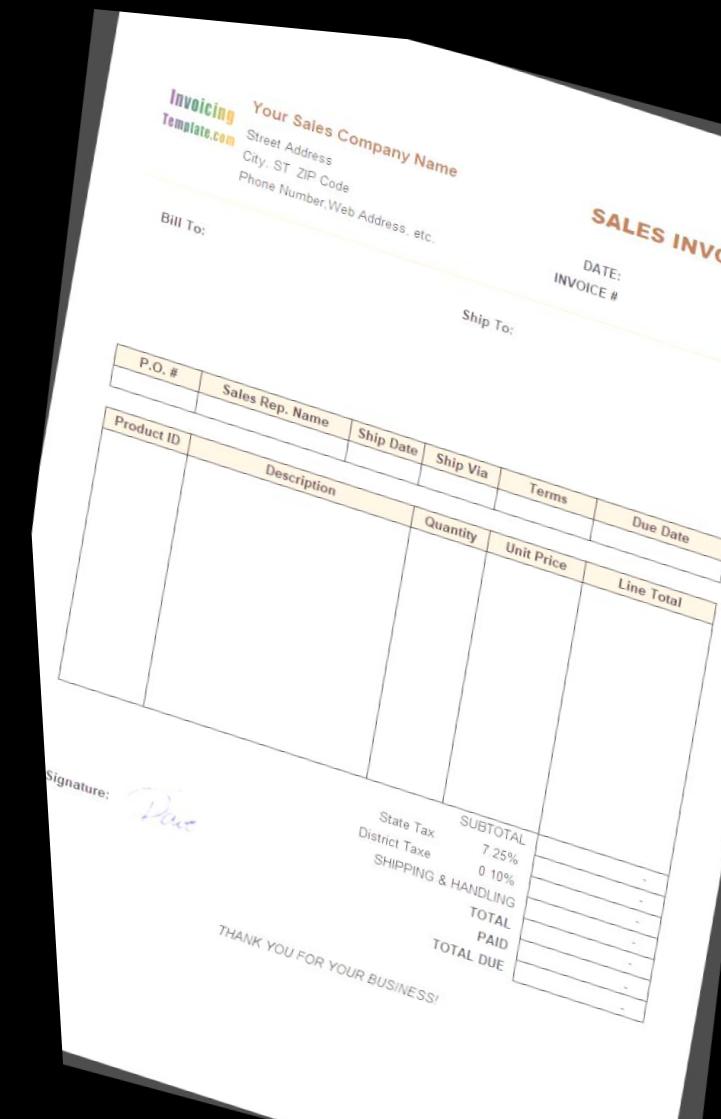 Invoicing
Template.com
Your Sales Company Name
Street Address
City, ST ZIP Code
Phone Number,Web Address, etc.
SALES INVO
DATE:
INVOICE #
Bill To:
Ship To:
P.O. # Sales Rep. Name Ship Date Ship Via Terms Due Date
Product ID Description Quantity Unit Price Line Total
SUBTOTAL
State Tax 7 25% -
District Taxe 0 10% -
SHIPPING & HANDLING -
TOTAL -
PAID -
TOTAL DUE -
-
Signature: Dave
THANK YOU FOR YOUR BUSINESS!